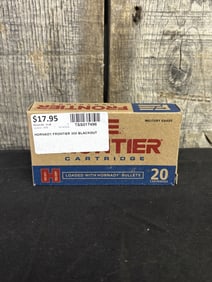 MILITARY GRADE
$17.95
HORNADY FRONTIER 300 BLACKOUT
FRONTIER
CARTRIDGE
LOADED WITH HORNADY BULLETS
20